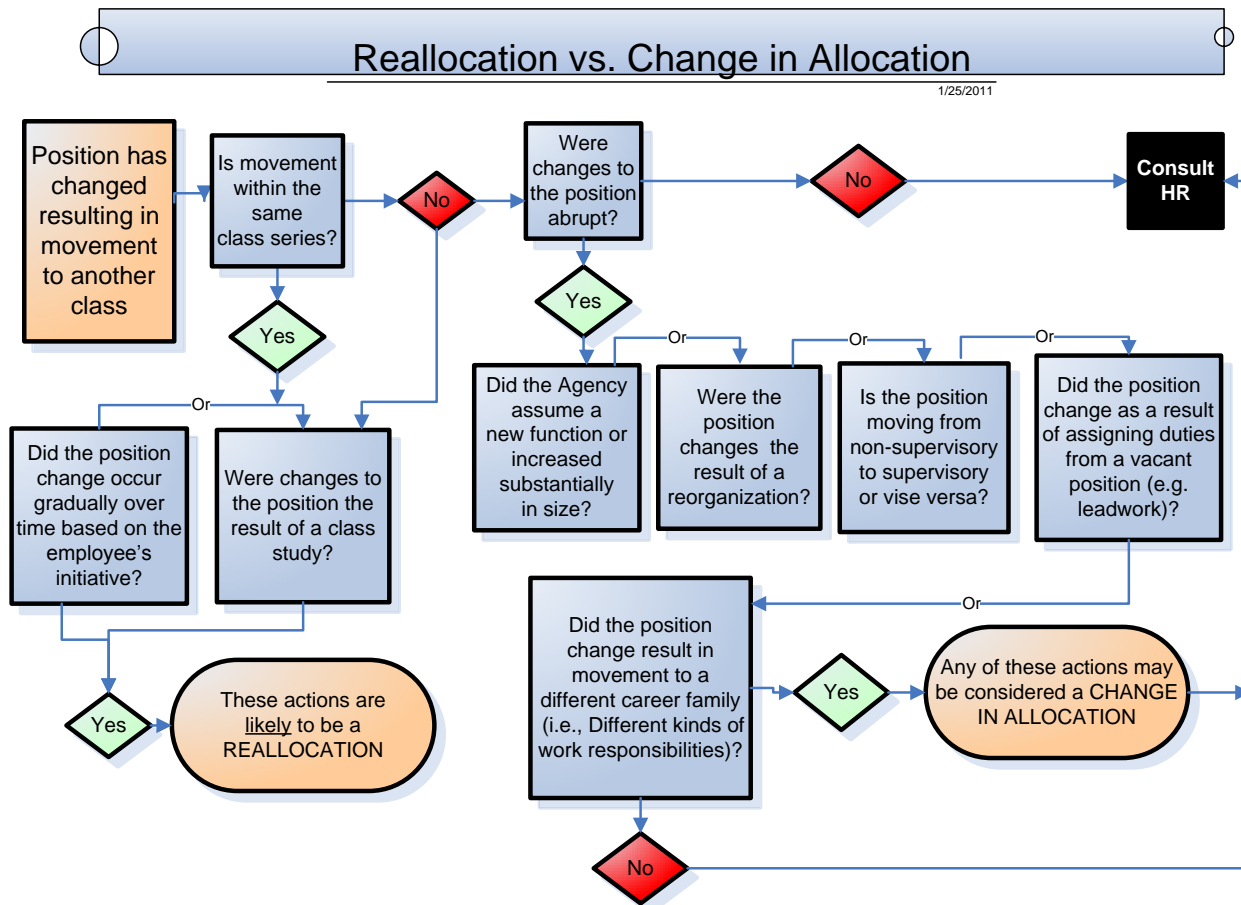 Reallocation vs. Change in Allocation
1/25/2011
Position has
changed
resulting in
movement
to another
class
Is movement
within the
same
class series?
No
Were
changes to
the position
abrupt?
No
Consult
HR
Yes
Yes
Or
Or
Or
Or
Did the position
change occur
gradually over
time based on the
employee’s
initiative?
Were changes to
the position the
result of a class
study?
Did the Agency
assume a
new function or
increased
substantially
in size?
Were the
position
changes the
result of a
reorganization?
Is the position
moving from
non-supervisory
to supervisory
or vise versa?
Did the position
change as a result
of assigning duties
from a vacant
position (e.g.
leadwork)?
Or
Yes
These actions are
likely to be a
REALLOCATION
Did the position
change result in
movement to a
different career family
(i.e., Different kinds of
work responsibilities)?
Yes
Any of these actions may
be considered a CHANGE
IN ALLOCATION
No